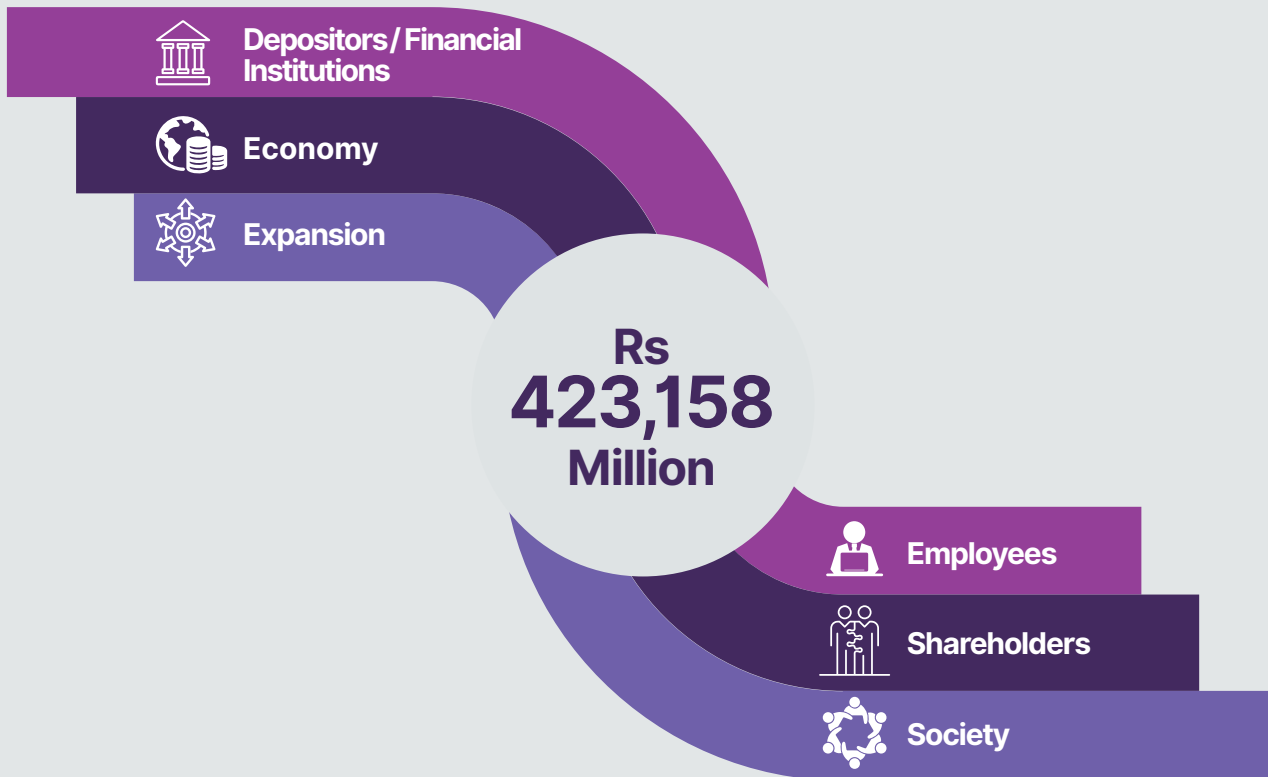 Depositors / Financial
Institutions
Economy
Expansion
Rs
423,158
Million
Employees
Shareholders
Society